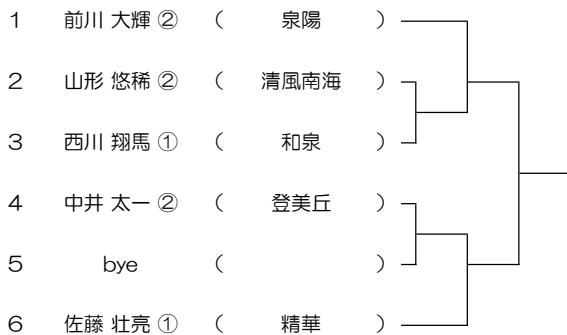 1 前川 大輝 ② ( 泉陽 )
2 山形 悠稀 ② ( 清風南海 )
3 西川 翔馬 ① ( 和泉 )
4 中井 太一 ② ( 登美丘 )
5 bye ( )
6 佐藤 壮亮 ① ( 精華 )